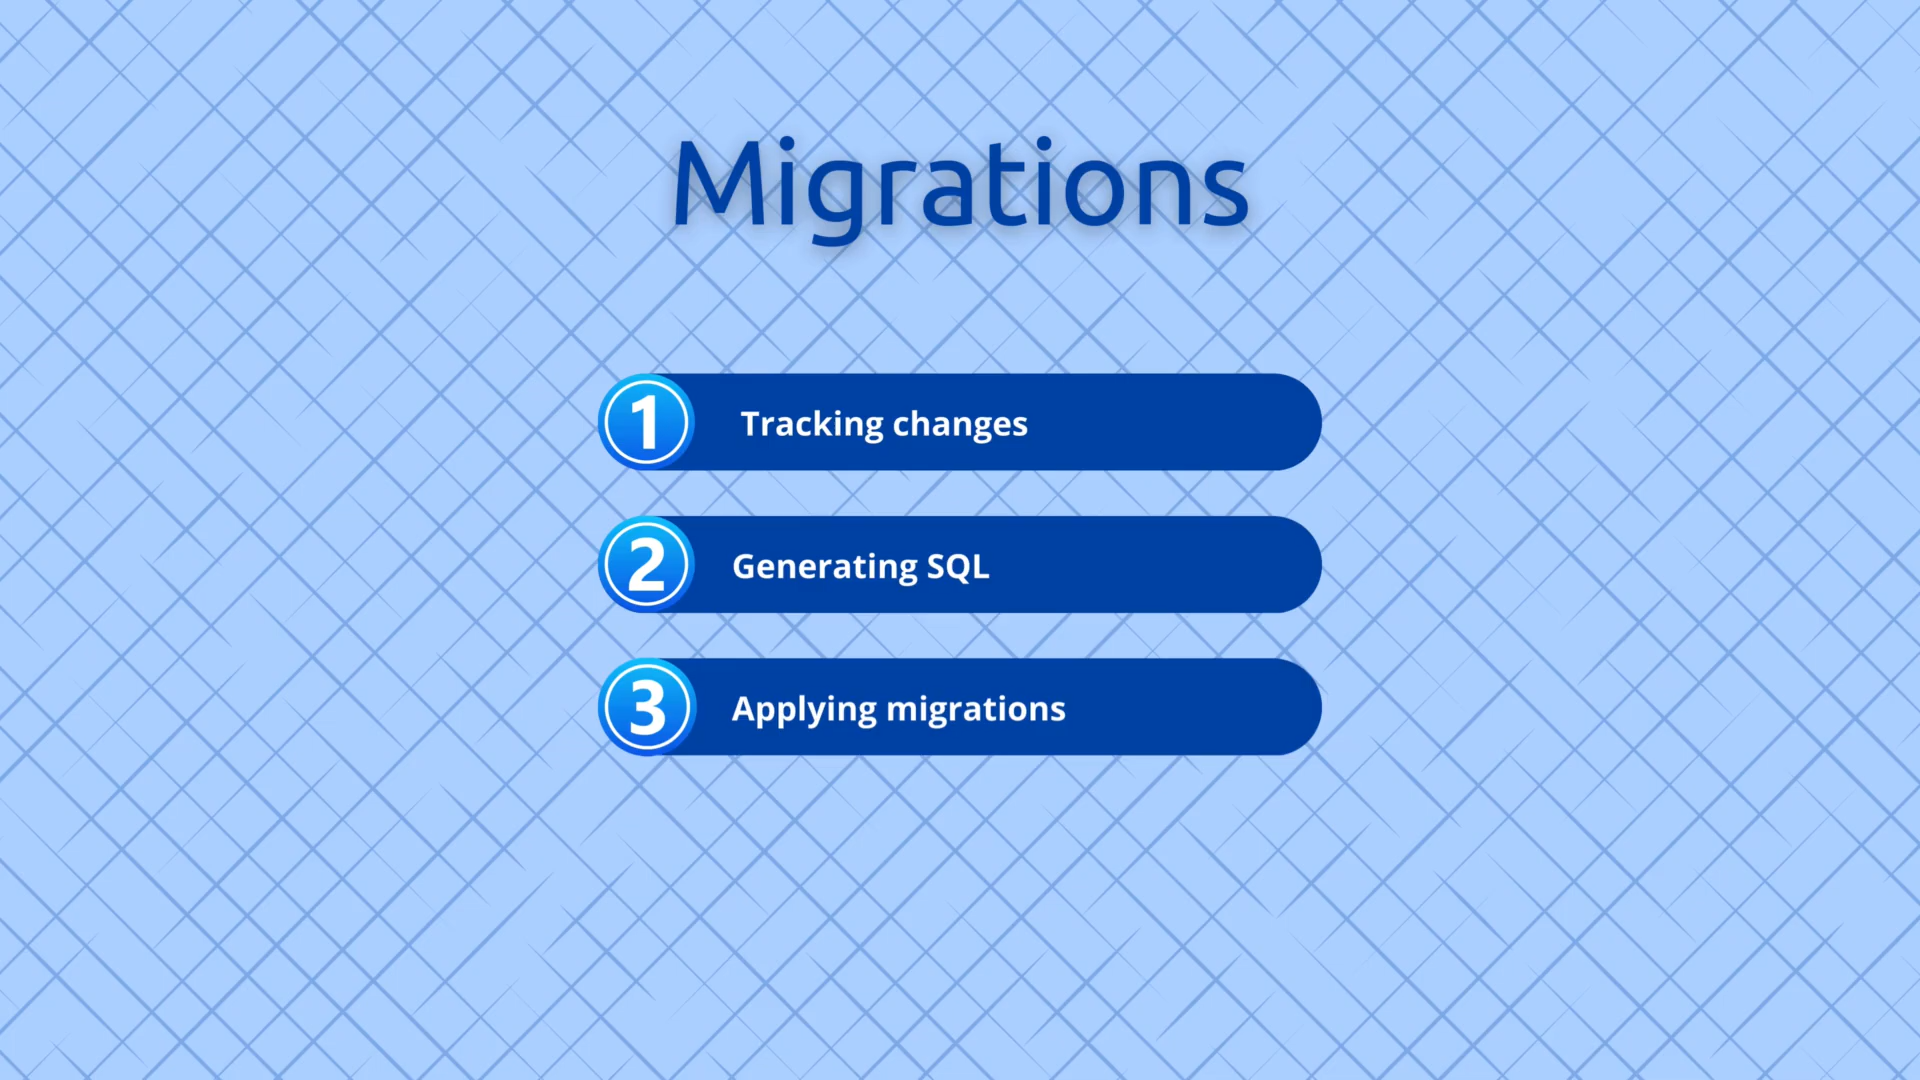 Migrations
1 Tracking changes
2 Generating SQL
3 Applying migrations